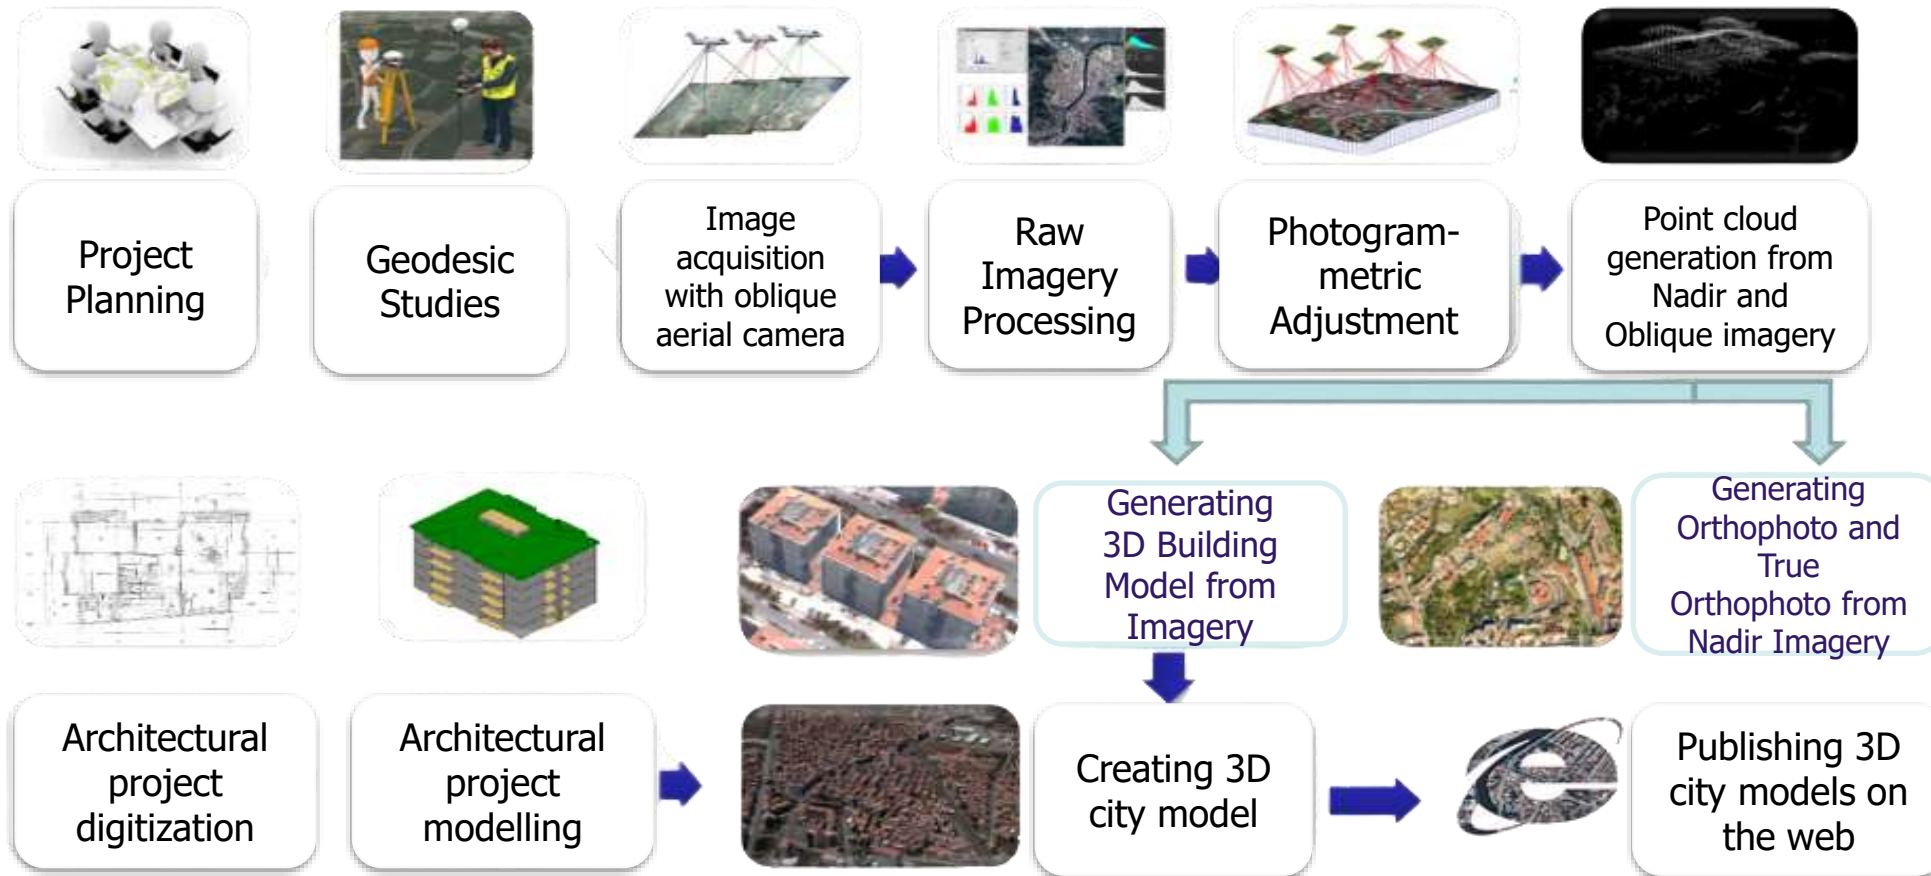 Project
Planning
Geodesic
Studies
Image
acquisition
with oblique
aerial camera
Raw
Imagery
Processing
Photogram-
metric
Adjustment
Point cloud
generation from
Nadir and
Oblique imagery
Generating
3D Building
Model from
Imagery
Generating
Orthophoto and
True
Orthophoto from
Nadir Imagery
Architectural
project
digitization
Architectural
project
modelling
Creating 3D
city model
Publishing 3D
city models on
the web